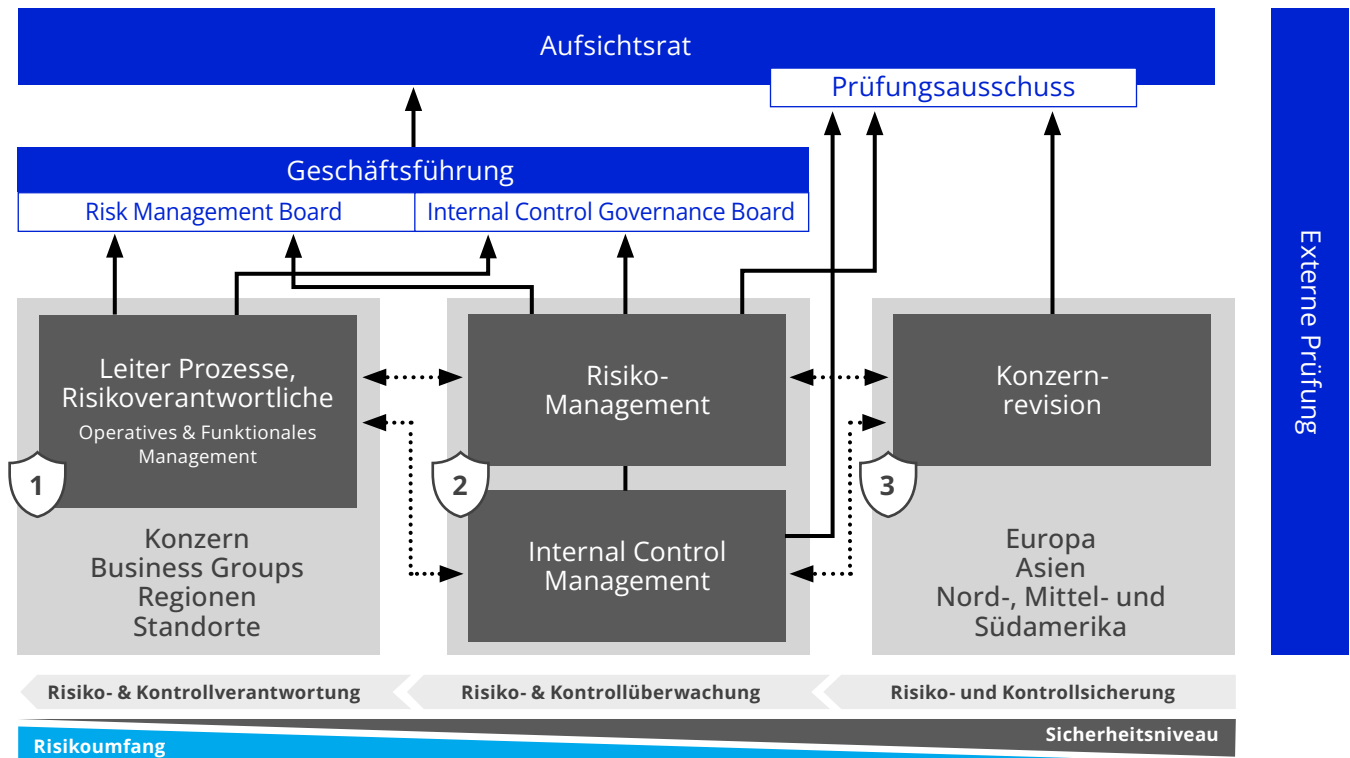 Aufsichtsrat
Prüfungsausschuss
Geschäftsführung
Risk Management Board
Internal Control Governance Board
Externe Prüfung
Leiter Prozesse,
Risikoverantwortliche
Operatives & Funktionales
Management
1
Konzern
Business Groups
Regionen
Standorte
Risiko-
Management
2
Internal Control
Management
Konzern-
revision
3
Europa
Asien
Nord-, Mittel- und
Südamerika
Risiko- & Kontrollverantwortung
Risiko- & Kontrollüberwachung
Risiko- und Kontrollsicherung
Sicherheitsniveau
Risikoumfang